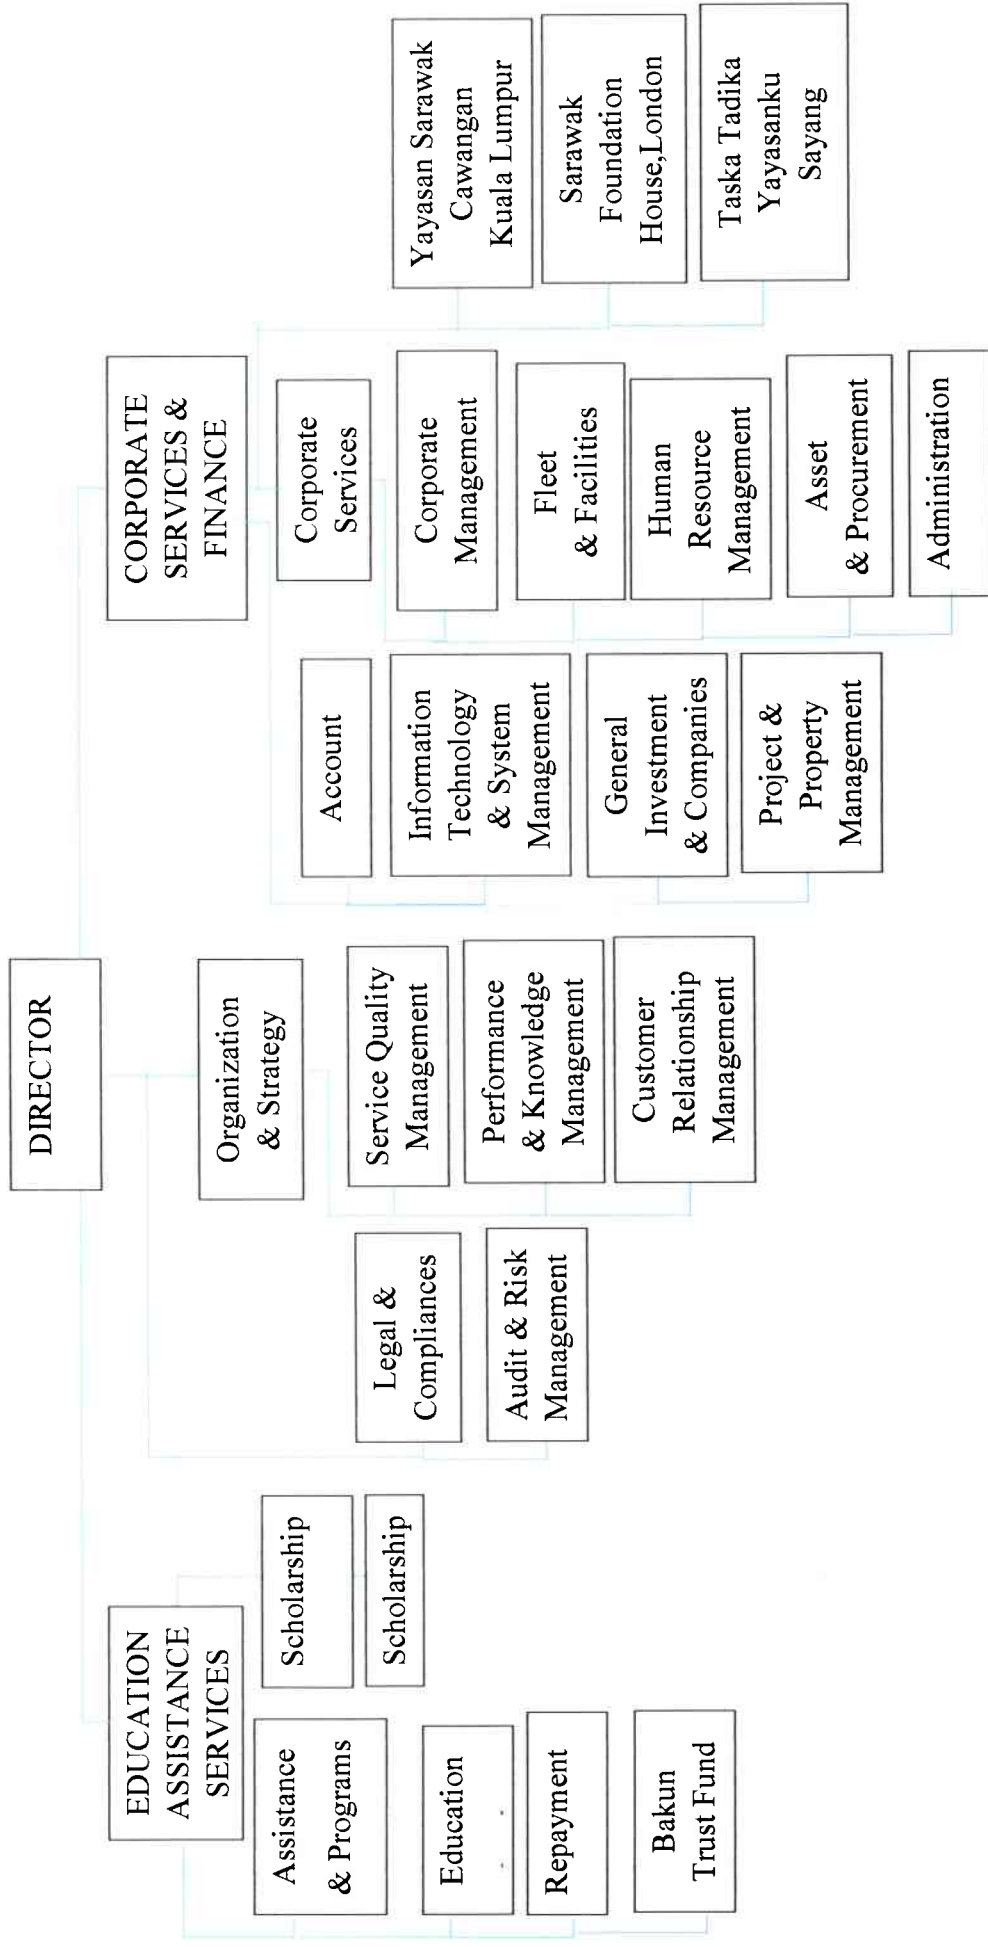 DIRECTOR
EDUCATION
ASSISTANCE
SERVICES
Assistance
& Programs
Education
Repayment
Bakun
Trust Fund
Scholarship
Scholarship
Legal &
Compliances
Audit & Risk
Management
Organization
& Strategy
Service Quality
Management
Performance
& Knowledge
Management
Customer
Relationship
Management
CORPORATE
SERVICES &
FINANCE
Account
Information
Technology
& System
Management
General
Investment
& Companies
Project &
Property
Management
Corporate
Services
Corporate
Management
Fleet
& Facilities
Human
Resource
Management
Asset
& Procurement
Administration
Yayasan Sarawak
Cawangan
Kuala Lumpur
Sarawak
Foundation
House,London
Taska Tadika
Yayasanku
Sayang